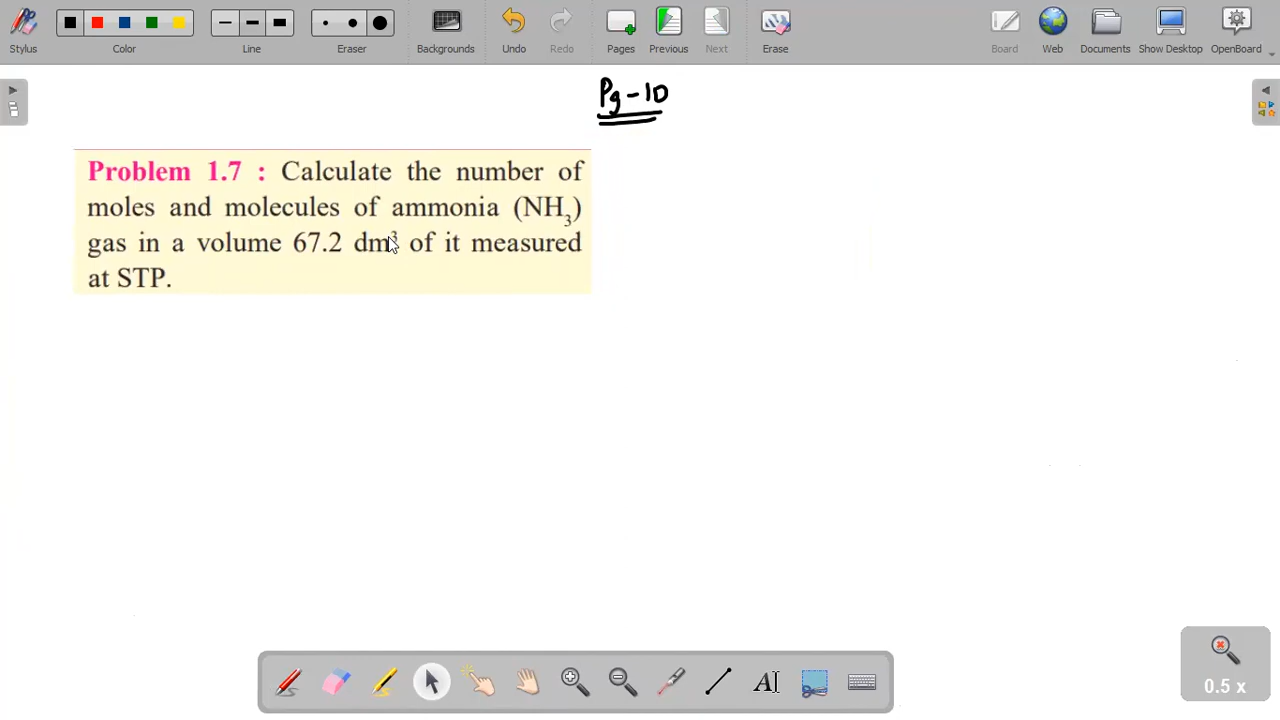 Stylus Color Line Eraser Backgrounds Undo Redo Pages Previous Next Erase Board Web Documents Show Desktop OpenBoard
Pg-10
Problem 1.7 : Calculate the number of
moles and molecules of ammonia (NH₃)
gas in a volume 67.2 dm³ of it measured
at STP.
A
0.5 x